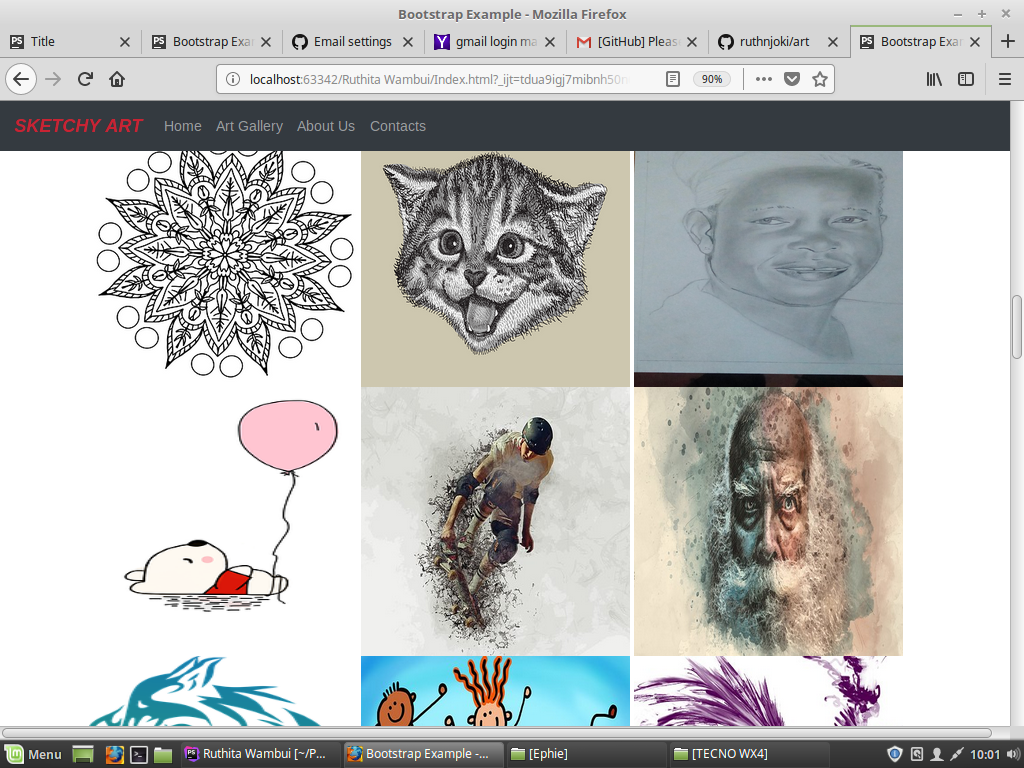 Bootstrap Example - Mozilla Firefox
Title
Bootstrap Exa
Email settings
gmail login ma
[GitHub] Pleas
ruthnjoki/art
Bootstrap Exam
localhost:63342/Ruthita Wambui/Index.html?_ijt=tdua9igj7mibnh50
90%
SKETCHY ART Home Art Gallery About Us Contacts
Menu
Ruthita Wambui [~/P...
Bootstrap Example -...
[Ephie]
[TECNO WX4]
10:01